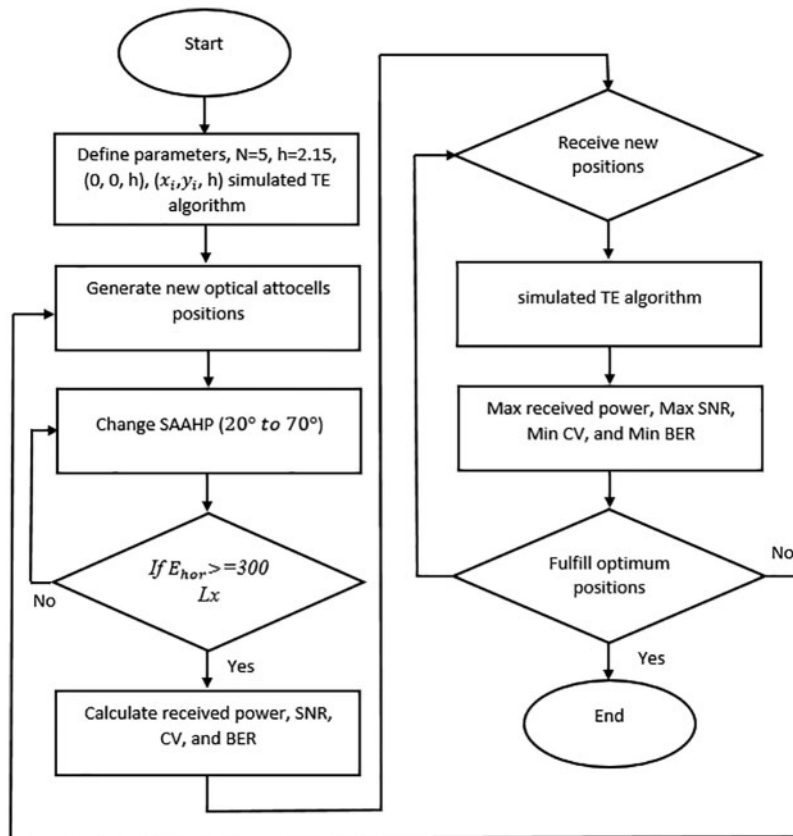 Start
Define parameters, N=5, h=2.15,
(0, 0, h), (x_i,y_i, h) simulated TE
algorithm
Generate new optical attocells
positions
Change SAAHP (20° to 70°)
If E_hor>=300
Lx
No
Yes
Calculate received power, SNR,
CV, and BER
Receive new
positions
simulated TE algorithm
Max received power, Max SNR,
Min CV, and Min BER
Fulfill optimum
positions
No
Yes
End